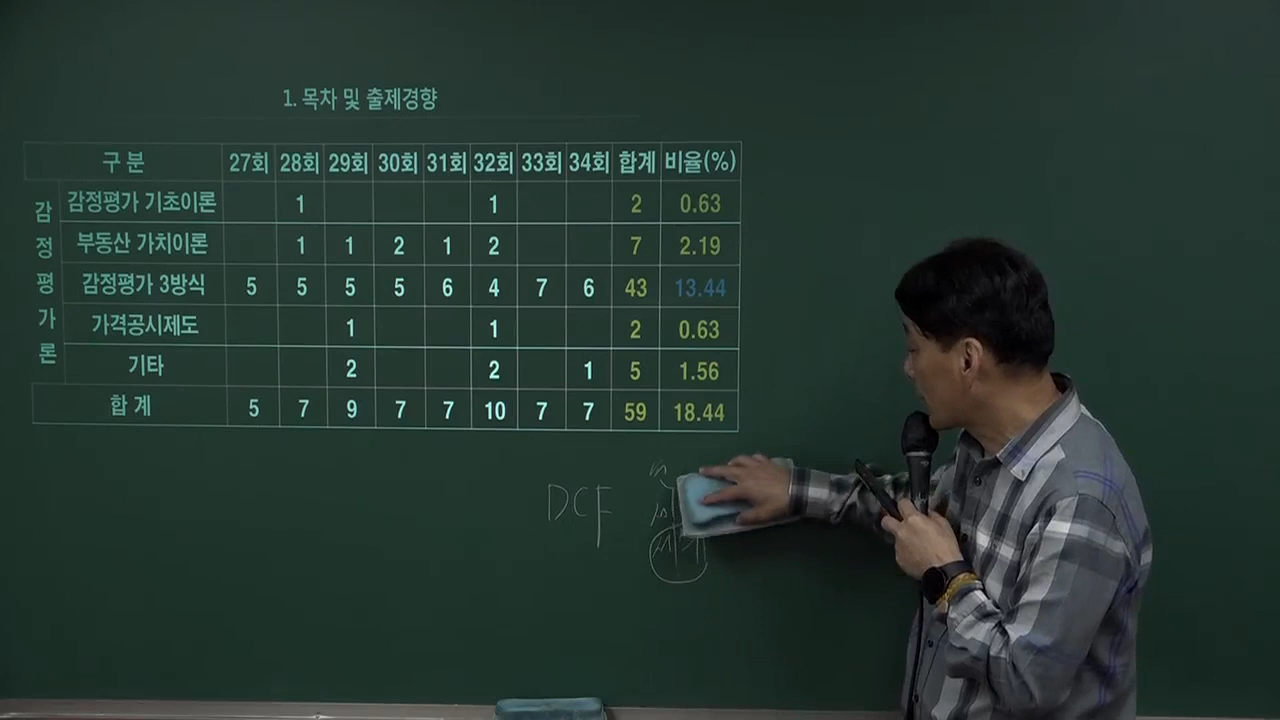 1. 목차 및 출제경향
구 분 27회 28회 29회 30회 31회 32회 33회 34회 합계 비율(%)
감정평가론
감정평가 기초이론 1 1 2 0.63
부동산 가치이론 1 1 2 1 2 7 2.19
감정평가 3방식 5 5 5 5 6 4 7 6 43 13.44
가격공시제도 1 1 2 0.63
기타 2 2 1 5 1.56
합 계 5 7 9 7 7 10 7 7 59 18.44
DCF